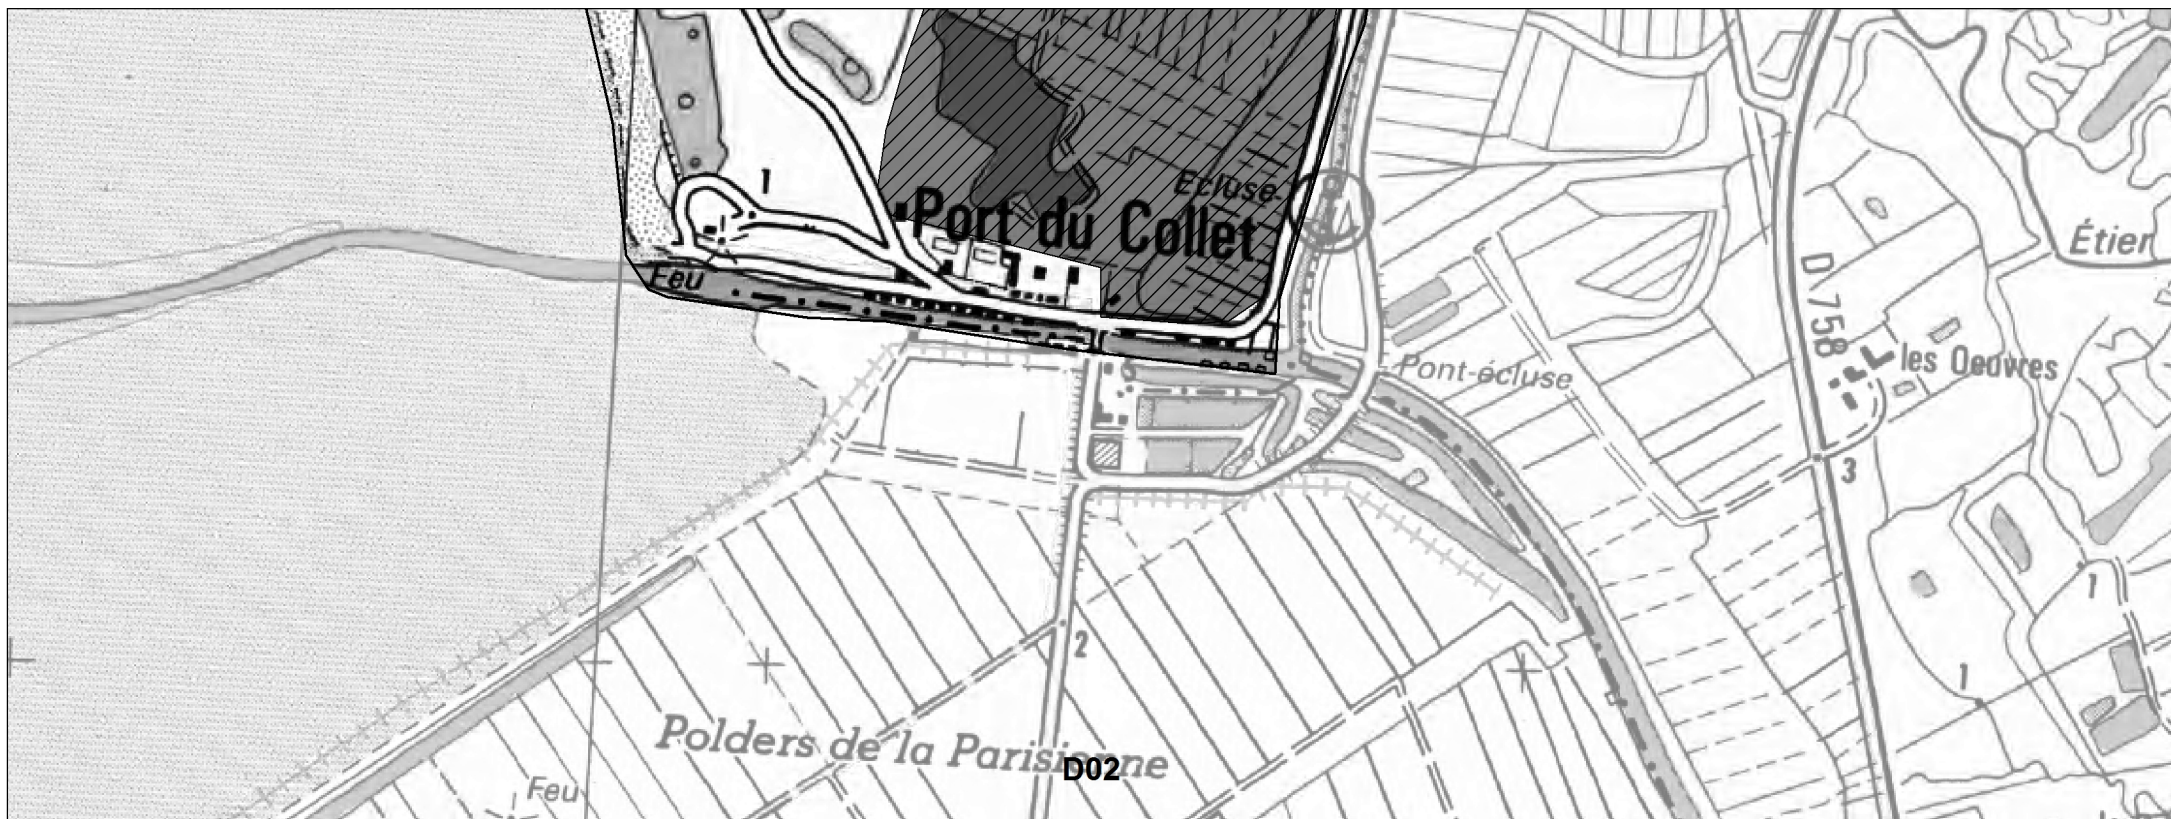 1
Écluse
Port du Collet
Feu
Étier
D 758
Pont-écluse
les Oeuvres
3
1
2
1
Polders de la Parisienne
D02
Feu